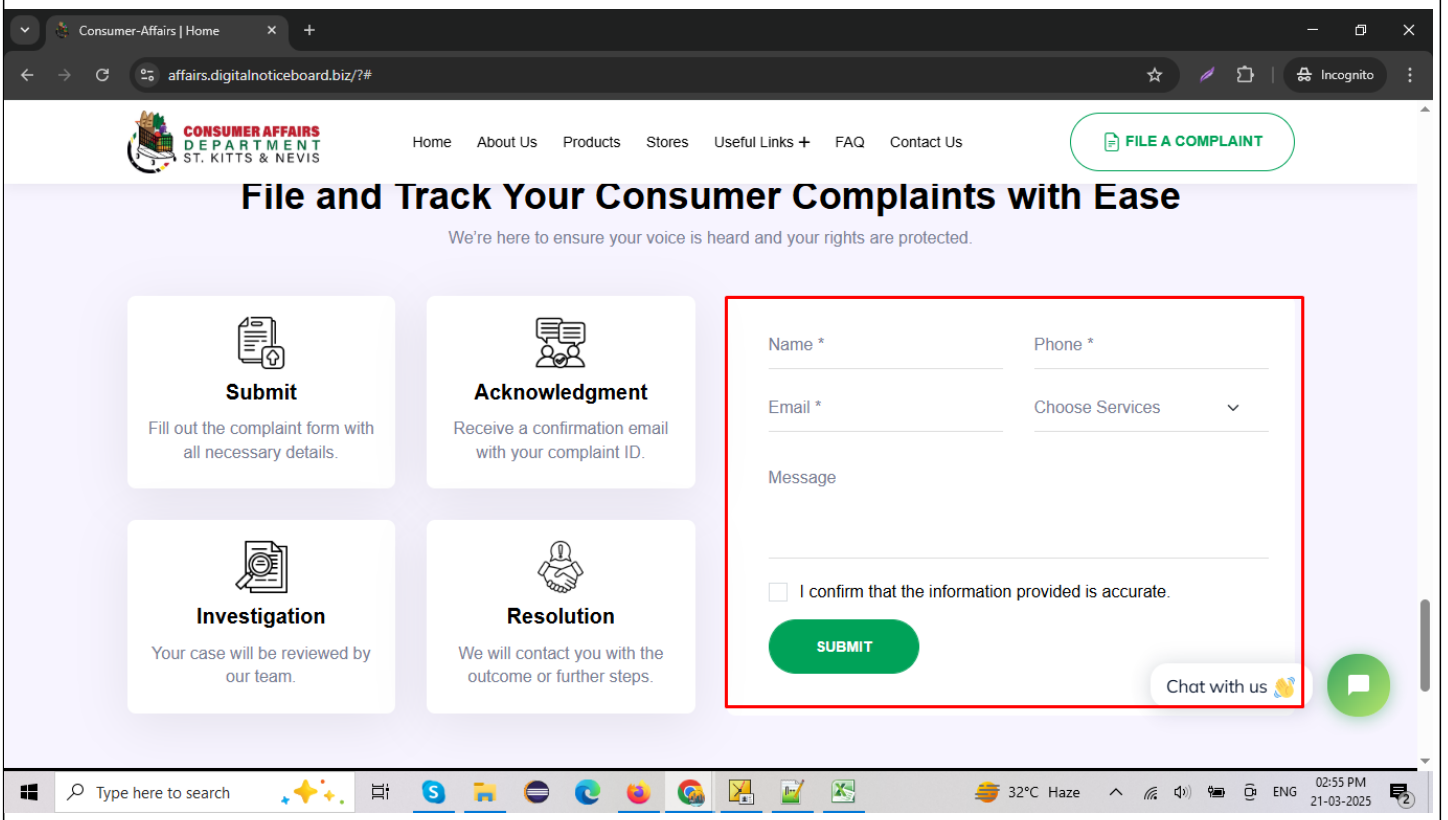 Consumer-Affairs | Home
affairs.digitalnoticeboard.biz/?#
Incognito
CONSUMER AFFAIRS
DEPARTMENT
ST. KITTS & NEVIS
Home About Us Products Stores Useful Links + FAQ Contact Us
FILE A COMPLAINT
File and Track Your Consumer Complaints with Ease
We're here to ensure your voice is heard and your rights are protected.
Submit
Fill out the complaint form with
all necessary details.
Acknowledgment
Receive a confirmation email
with your complaint ID.
Investigation
Your case will be reviewed by
our team.
Resolution
We will contact you with the
outcome or further steps.
Name * Phone *
Email * Choose Services
Message
I confirm that the information provided is accurate.
SUBMIT
Chat with us 👋
Type here to search
32°C Haze
ENG
02:55 PM
21-03-2025
2